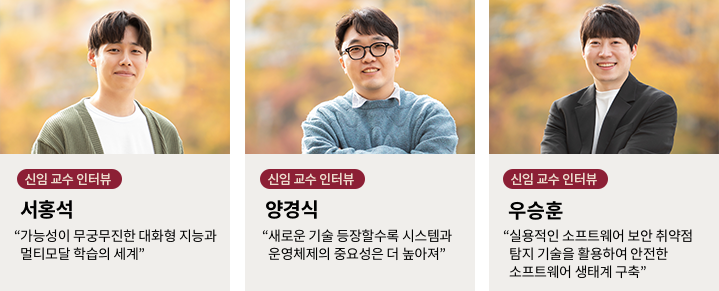 신임 교수 인터뷰
서홍석
“가능성이 무궁무진한 대화형 지능과
멀티모달 학습의 세계”
신임 교수 인터뷰
양경식
“새로운 기술 등장할수록 시스템과
운영체제의 중요성은 더 높아져”
신임 교수 인터뷰
우승훈
“실용적인 소프트웨어 보안 취약점
탐지 기술을 활용하여 안전한
소프트웨어 생태계 구축”